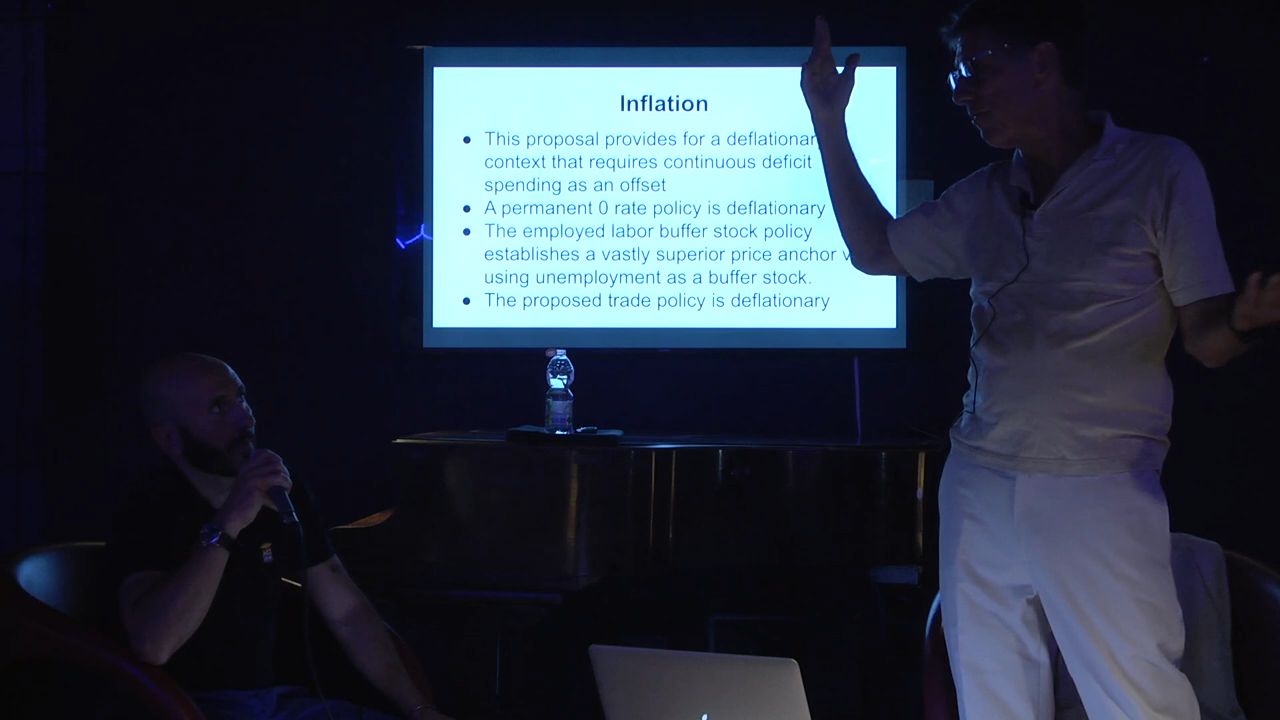 Inflation
● This proposal provides for a deflationar
context that requires continuous deficit
spending as an offset
● A permanent 0 rate policy is deflationary
● The employed labor buffer stock policy
establishes a vastly superior price anchor v
using unemployment as a buffer stock.
● The proposed trade policy is deflationary